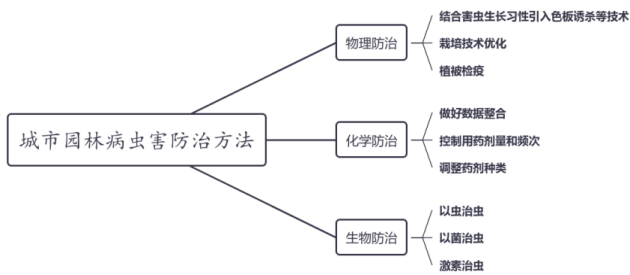 城市园林病虫害防治方法
物理防治
结合害虫生长习性引入色板诱杀等技术
栽培技术优化
植被检疫
化学防治
做好数据整合
控制用药剂量和频次
调整药剂种类
生物防治
以虫治虫
以菌治虫
激素治虫